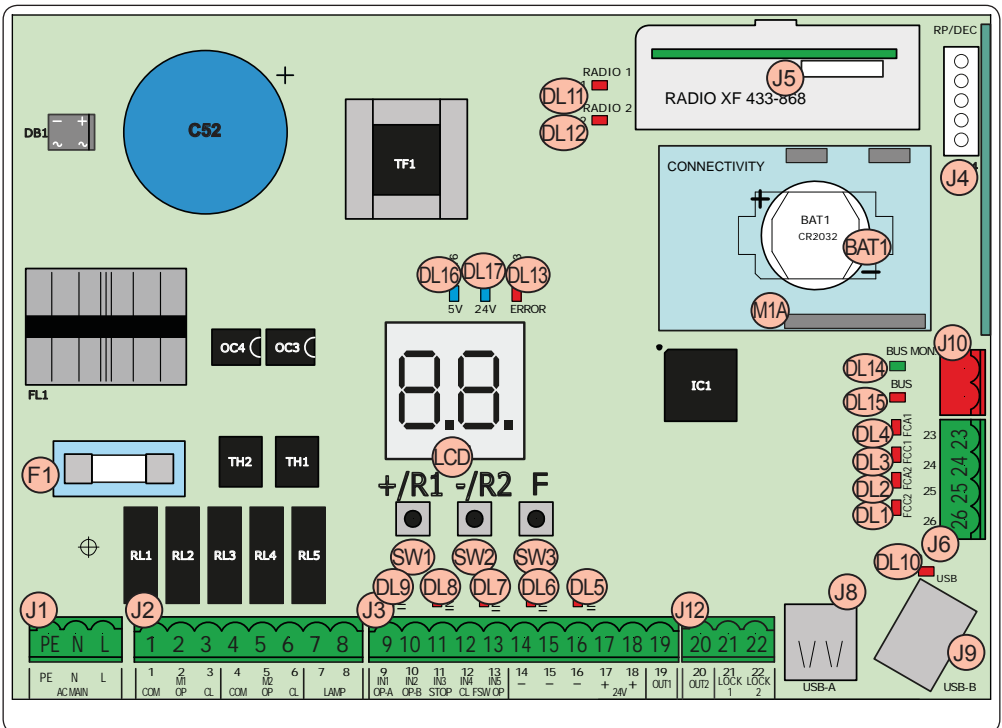 RP/DEC
RADIO 1
J5
DL11
RADIO XF 433-868
RADIO 2
DL12
DB1
C52
+
TF1
J4
CONNECTIVITY
+
BAT1
CR2032
BAT1
-
DL16 DL17 DL13
5V 24V ERROR
M1A
OC4 OC3
FL1
8.8.
IC1
J10
BUS MON.
DL14
BUS
DL15
DL4 FCA1 23 23
DL3 FCC1 24 24
DL2 FCA2 25 25
DL1 FCC2 26 26
J6
F1
TH2 TH1
LCD
+/R1 -/R2 F
SW1 SW2 SW3
RL1 RL2 RL3 RL4 RL5
DL9 DL8 DL7 DL6 DL5
DL10
USB
J1 J2 J3 J12 J8 J9
PE N L 1 2 3 4 5 6 7 8 9 10 11 12 13 14 15 16 17 18 19 20 21 22
PE N L 1 2 3 4 5 6 7 8 9 10 11 12 13 14 15 16 17 18 19 20 21 22
AC MAIN
COM M1 OP CL COM M2 OP CL LAMP
IN1 OP-A IN2 OP-B IN3 STOP IN4 CL FSW IN5 OP - - - + + 24V OUT1
OUT2 LOCK 1 LOCK 2
USB-A
USB-B